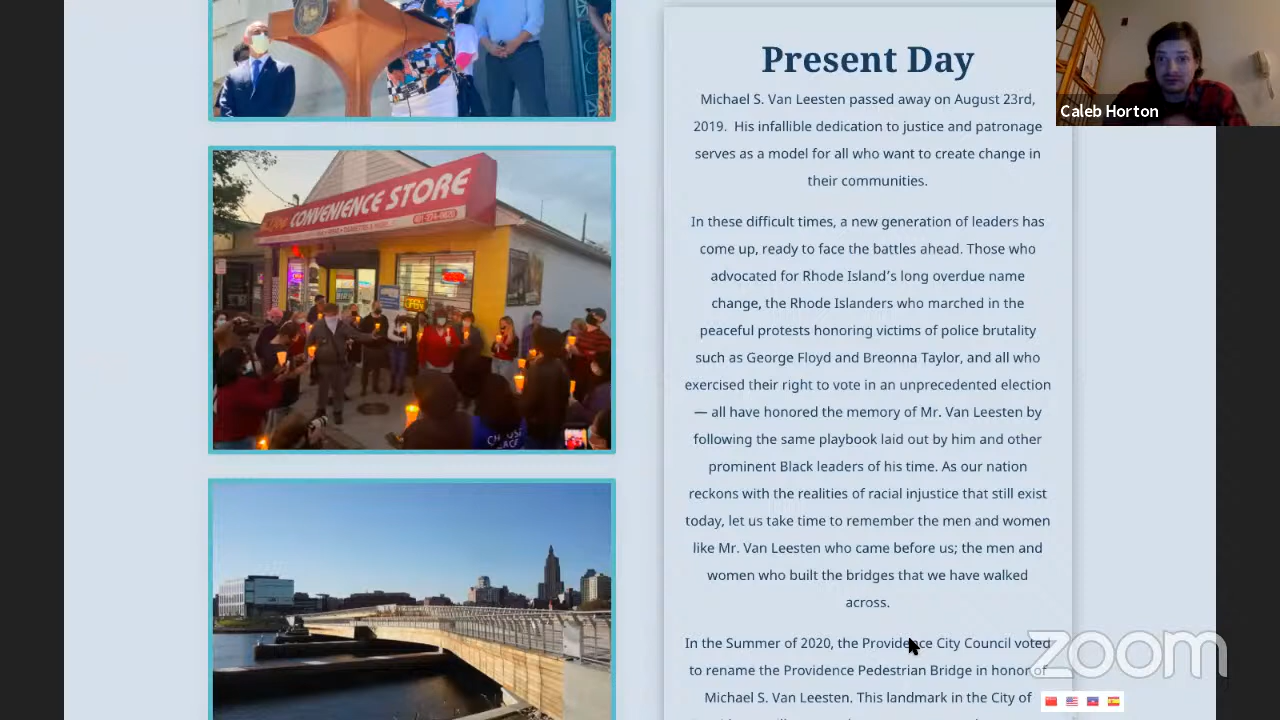 Present Day
Michael S. Van Leesten passed away on August 23rd,
2019. His infallible dedication to justice and patronage
serves as a model for all who want to create change in
their communities.
In these difficult times, a new generation of leaders has
come up, ready to face the battles ahead. Those who
advocated for Rhode Island's long overdue name
change, the Rhode Islanders who marched in the
peaceful protests honoring victims of police brutality
such as George Floyd and Breonna Taylor, and all who
exercised their right to vote in an unprecedented election
— all have honored the memory of Mr. Van Leesten by
following the same playbook laid out by him and other
prominent Black leaders of his time. As our nation
reckons with the realities of racial injustice that still exist
today, let us take time to remember the men and women
like Mr. Van Leesten who came before us; the men and
women who built the bridges that we have walked
across.
In the Summer of 2020, the Providence City Council voted
to rename the Providence Pedestrian Bridge in honor of
Michael S. Van Leesten. This landmark in the City of
Caleb Horton
CONVENIENCE STORE
OPEN
zoom